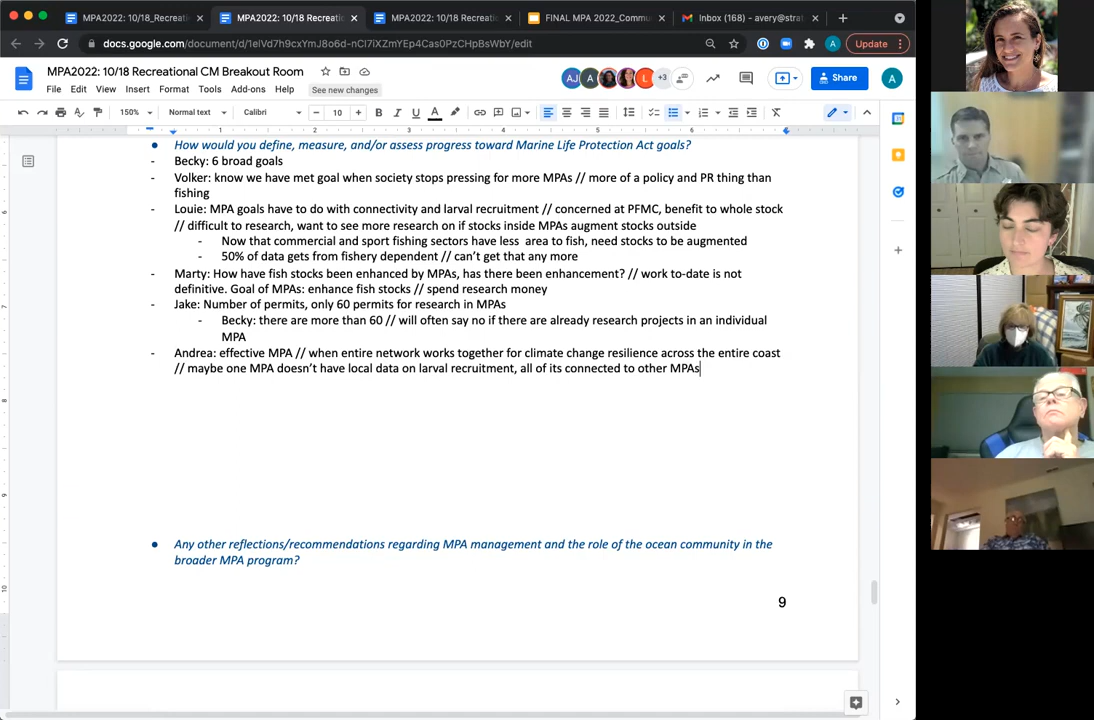 MPA2022: 10/18_Recreati
MPA2022: 10/18 Recreatio
MPA2022: 10/18 Recreatio
FINAL MPA 2022_Commu
Inbox (168) - avery@strat
docs.google.com/document/d/1elVd7h9cxYmJ8o6d-nCl7iXZmYEp4Cas0PzCHpBsWbY/edit
A
Update
MPA2022: 10/18 Recreational CM Breakout Room
AJ
A
L
+3
Share
A
File Edit View Insert Format Tools Add-ons Help
See new changes
150%
Normal text
Calibri
10
B I U A
1 2 3 4 5 6
How would you define, measure, and/or assess progress toward Marine Life Protection Act goals?
- Becky: 6 broad goals
- Volker: know we have met goal when society stops pressing for more MPAs // more of a policy and PR thing than
fishing
- Louie: MPA goals have to do with connectivity and larval recruitment // concerned at PFMC, benefit to whole stock
// difficult to research, want to see more research on if stocks inside MPAs augment stocks outside
- Now that commercial and sport fishing sectors have less area to fish, need stocks to be augmented
- 50% of data gets from fishery dependent // can't get that any more
- Marty: How have fish stocks been enhanced by MPAs, has there been enhancement? // work to-date is not
definitive. Goal of MPAs: enhance fish stocks // spend research money
- Jake: Number of permits, only 60 permits for research in MPAs
- Becky: there are more than 60 // will often say no if there are already research projects in an individual
MPA
- Andrea: effective MPA // when entire network works together for climate change resilience across the entire coast
// maybe one MPA doesn't have local data on larval recruitment, all of its connected to other MPAs
• Any other reflections/recommendations regarding MPA management and the role of the ocean community in the
broader MPA program?
9